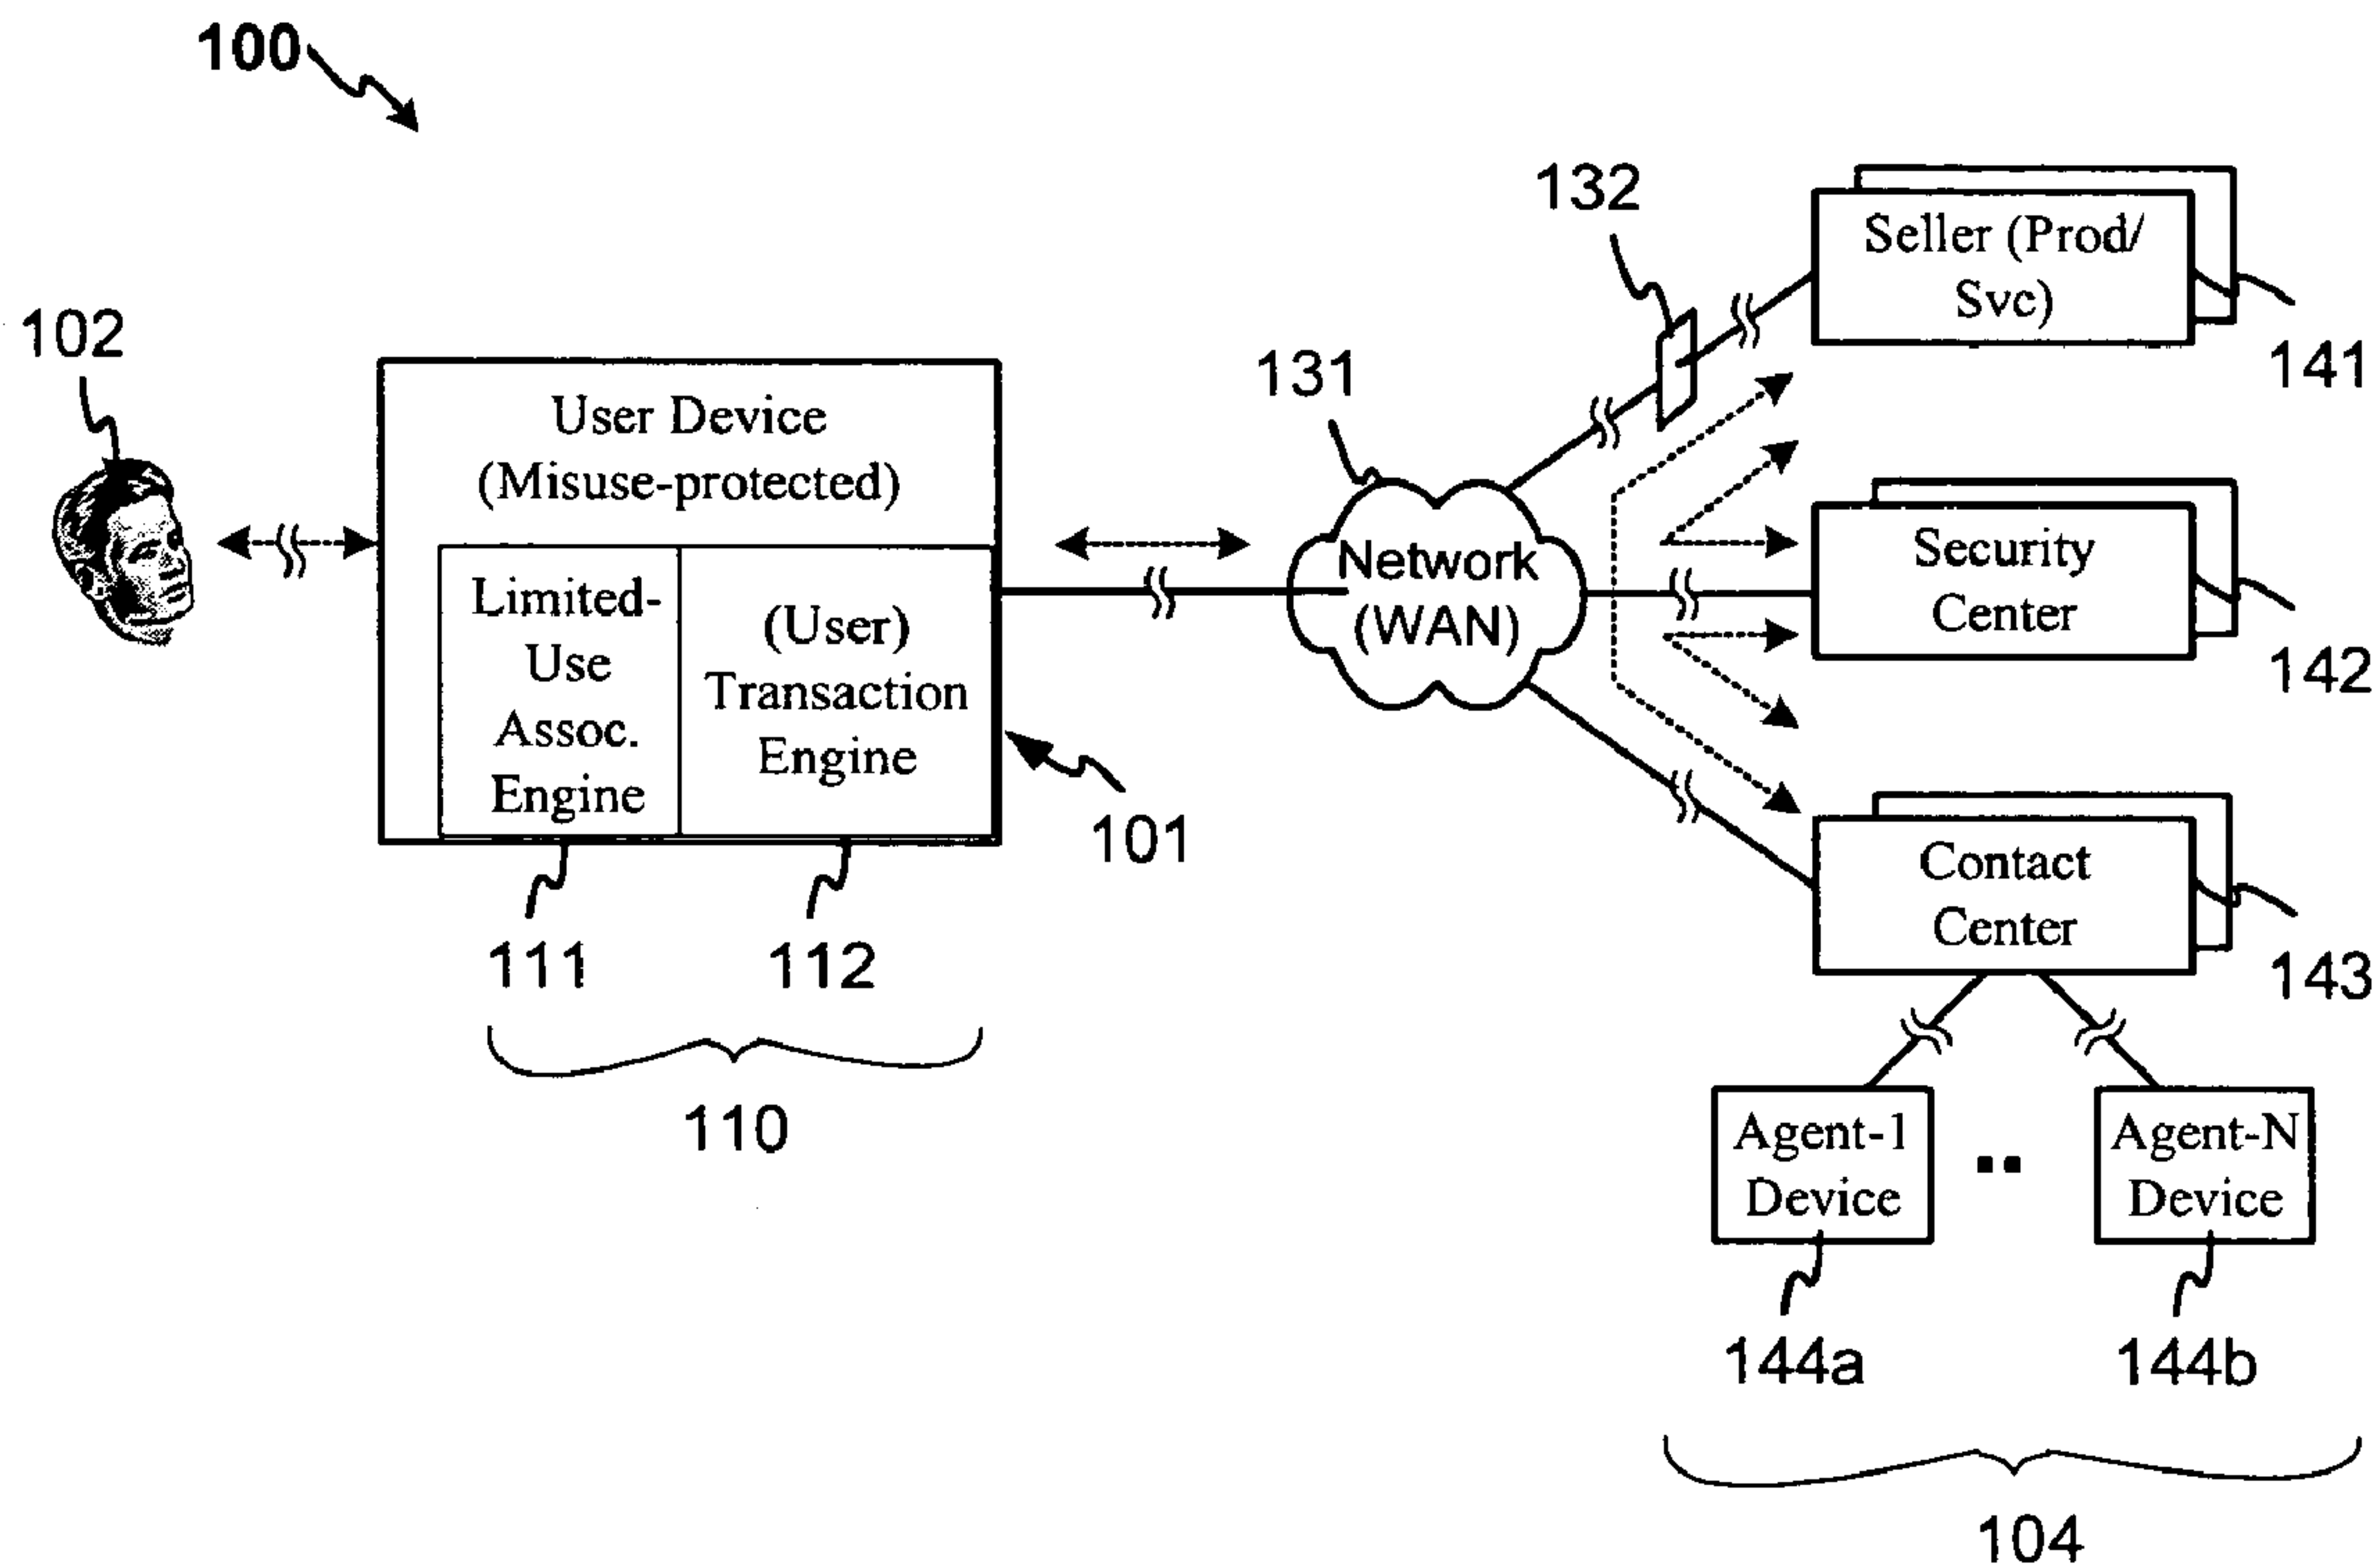 100
102
User Device
(Misuse-protected)
Limited-
Use
Assoc.
Engine
(User)
Transaction
Engine
101
111
112
110
131
Network
(WAN)
132
Seller (Prod/
Svc)
141
Security
Center
142
Contact
Center
143
Agent-1
Device
Agent-N
Device
144a
144b
104